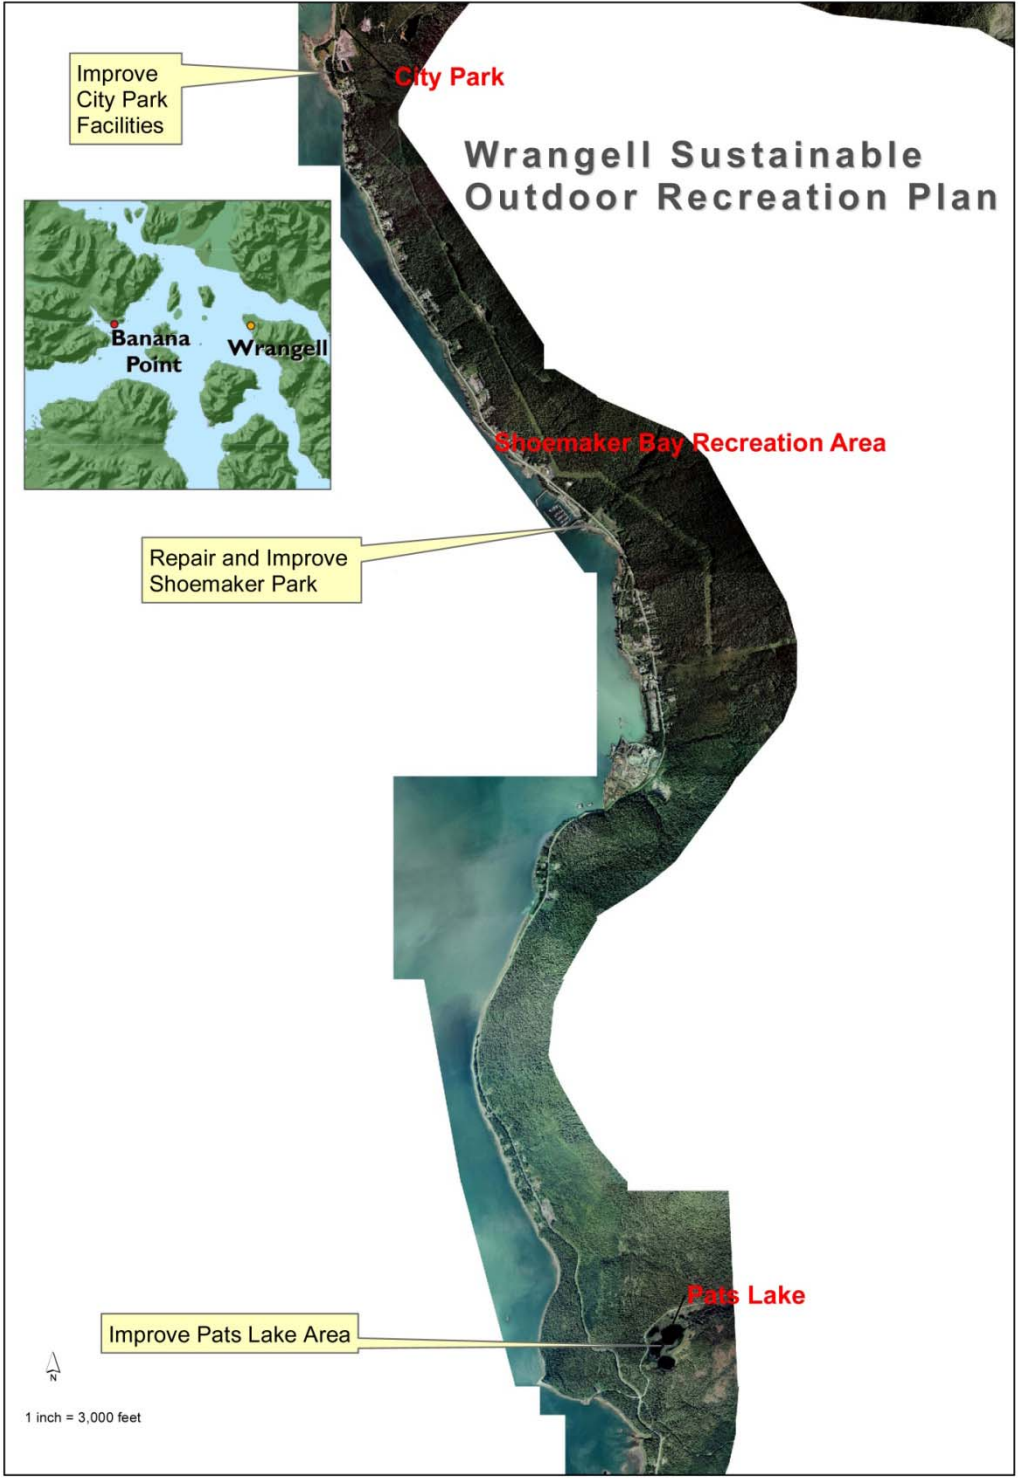 Improve
City Park
Facilities
City Park
Wrangell Sustainable
Outdoor Recreation Plan
Banana
Point
Wrangell
Shoemaker Bay Recreation Area
Repair and Improve
Shoemaker Park
Pats Lake
Improve Pats Lake Area
N
1 inch = 3,000 feet